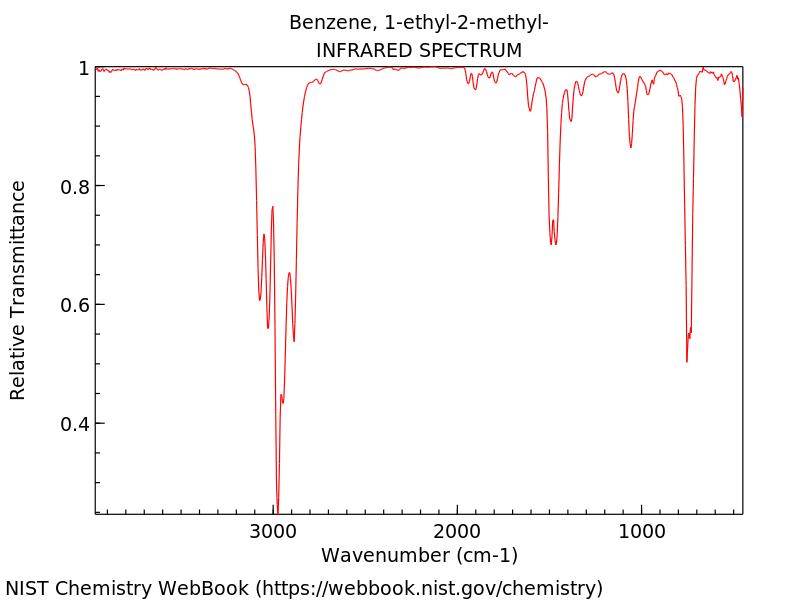 Benzene, 1-ethyl-2-methyl-
INFRARED SPECTRUM
1
0.8
0.6
0.4
Relative Transmittance
3000
2000
1000
Wavenumber (cm-1)
NIST Chemistry WebBook (https://webbook.nist.gov/chemistry)